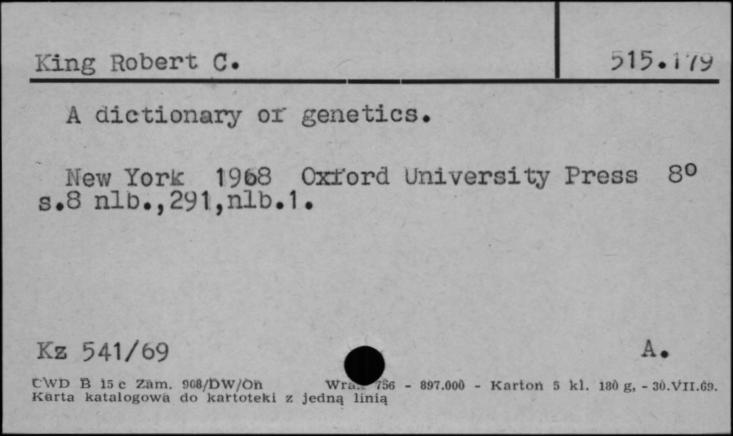 King Robert C. 515.179
A dictionary of genetics.
New York 1968 Oxford University Press 8º
s.8 nlb.,291,nlb.1.
Kz 541/69 A.
CWD B 15 c Zam. 908/DW/On 756 - 897.000 - Karton 5 kl. 180 g, - 30.VII.69.
Karta katalogowa do kartoteki z jedną linią